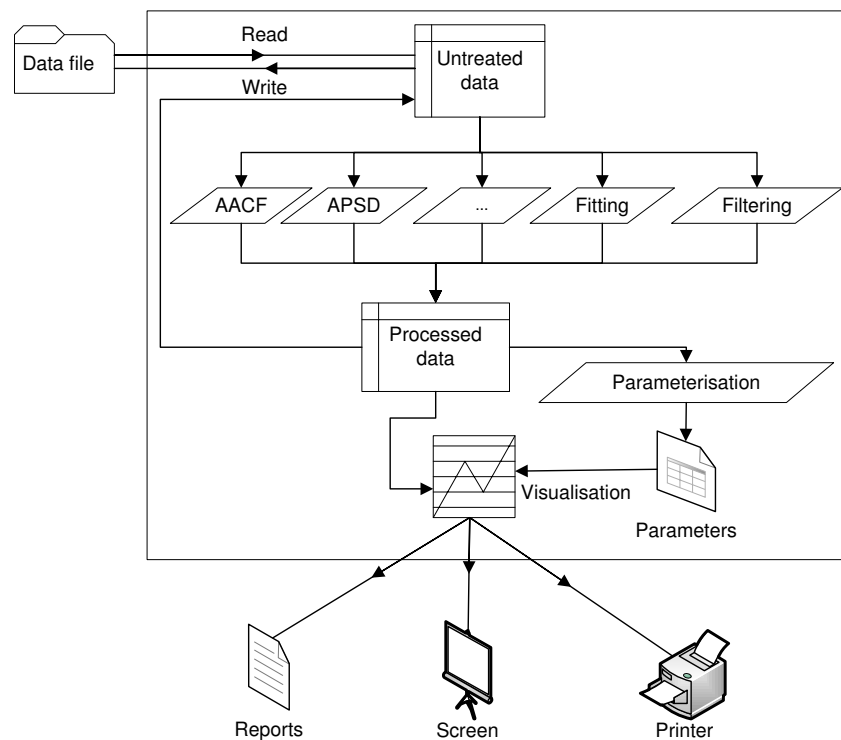 Read
Data file
Untreated
data
Write
AACF
APSD
...
Fitting
Filtering
Processed
data
Parameterisation
Visualisation
Parameters
Reports
Screen
Printer